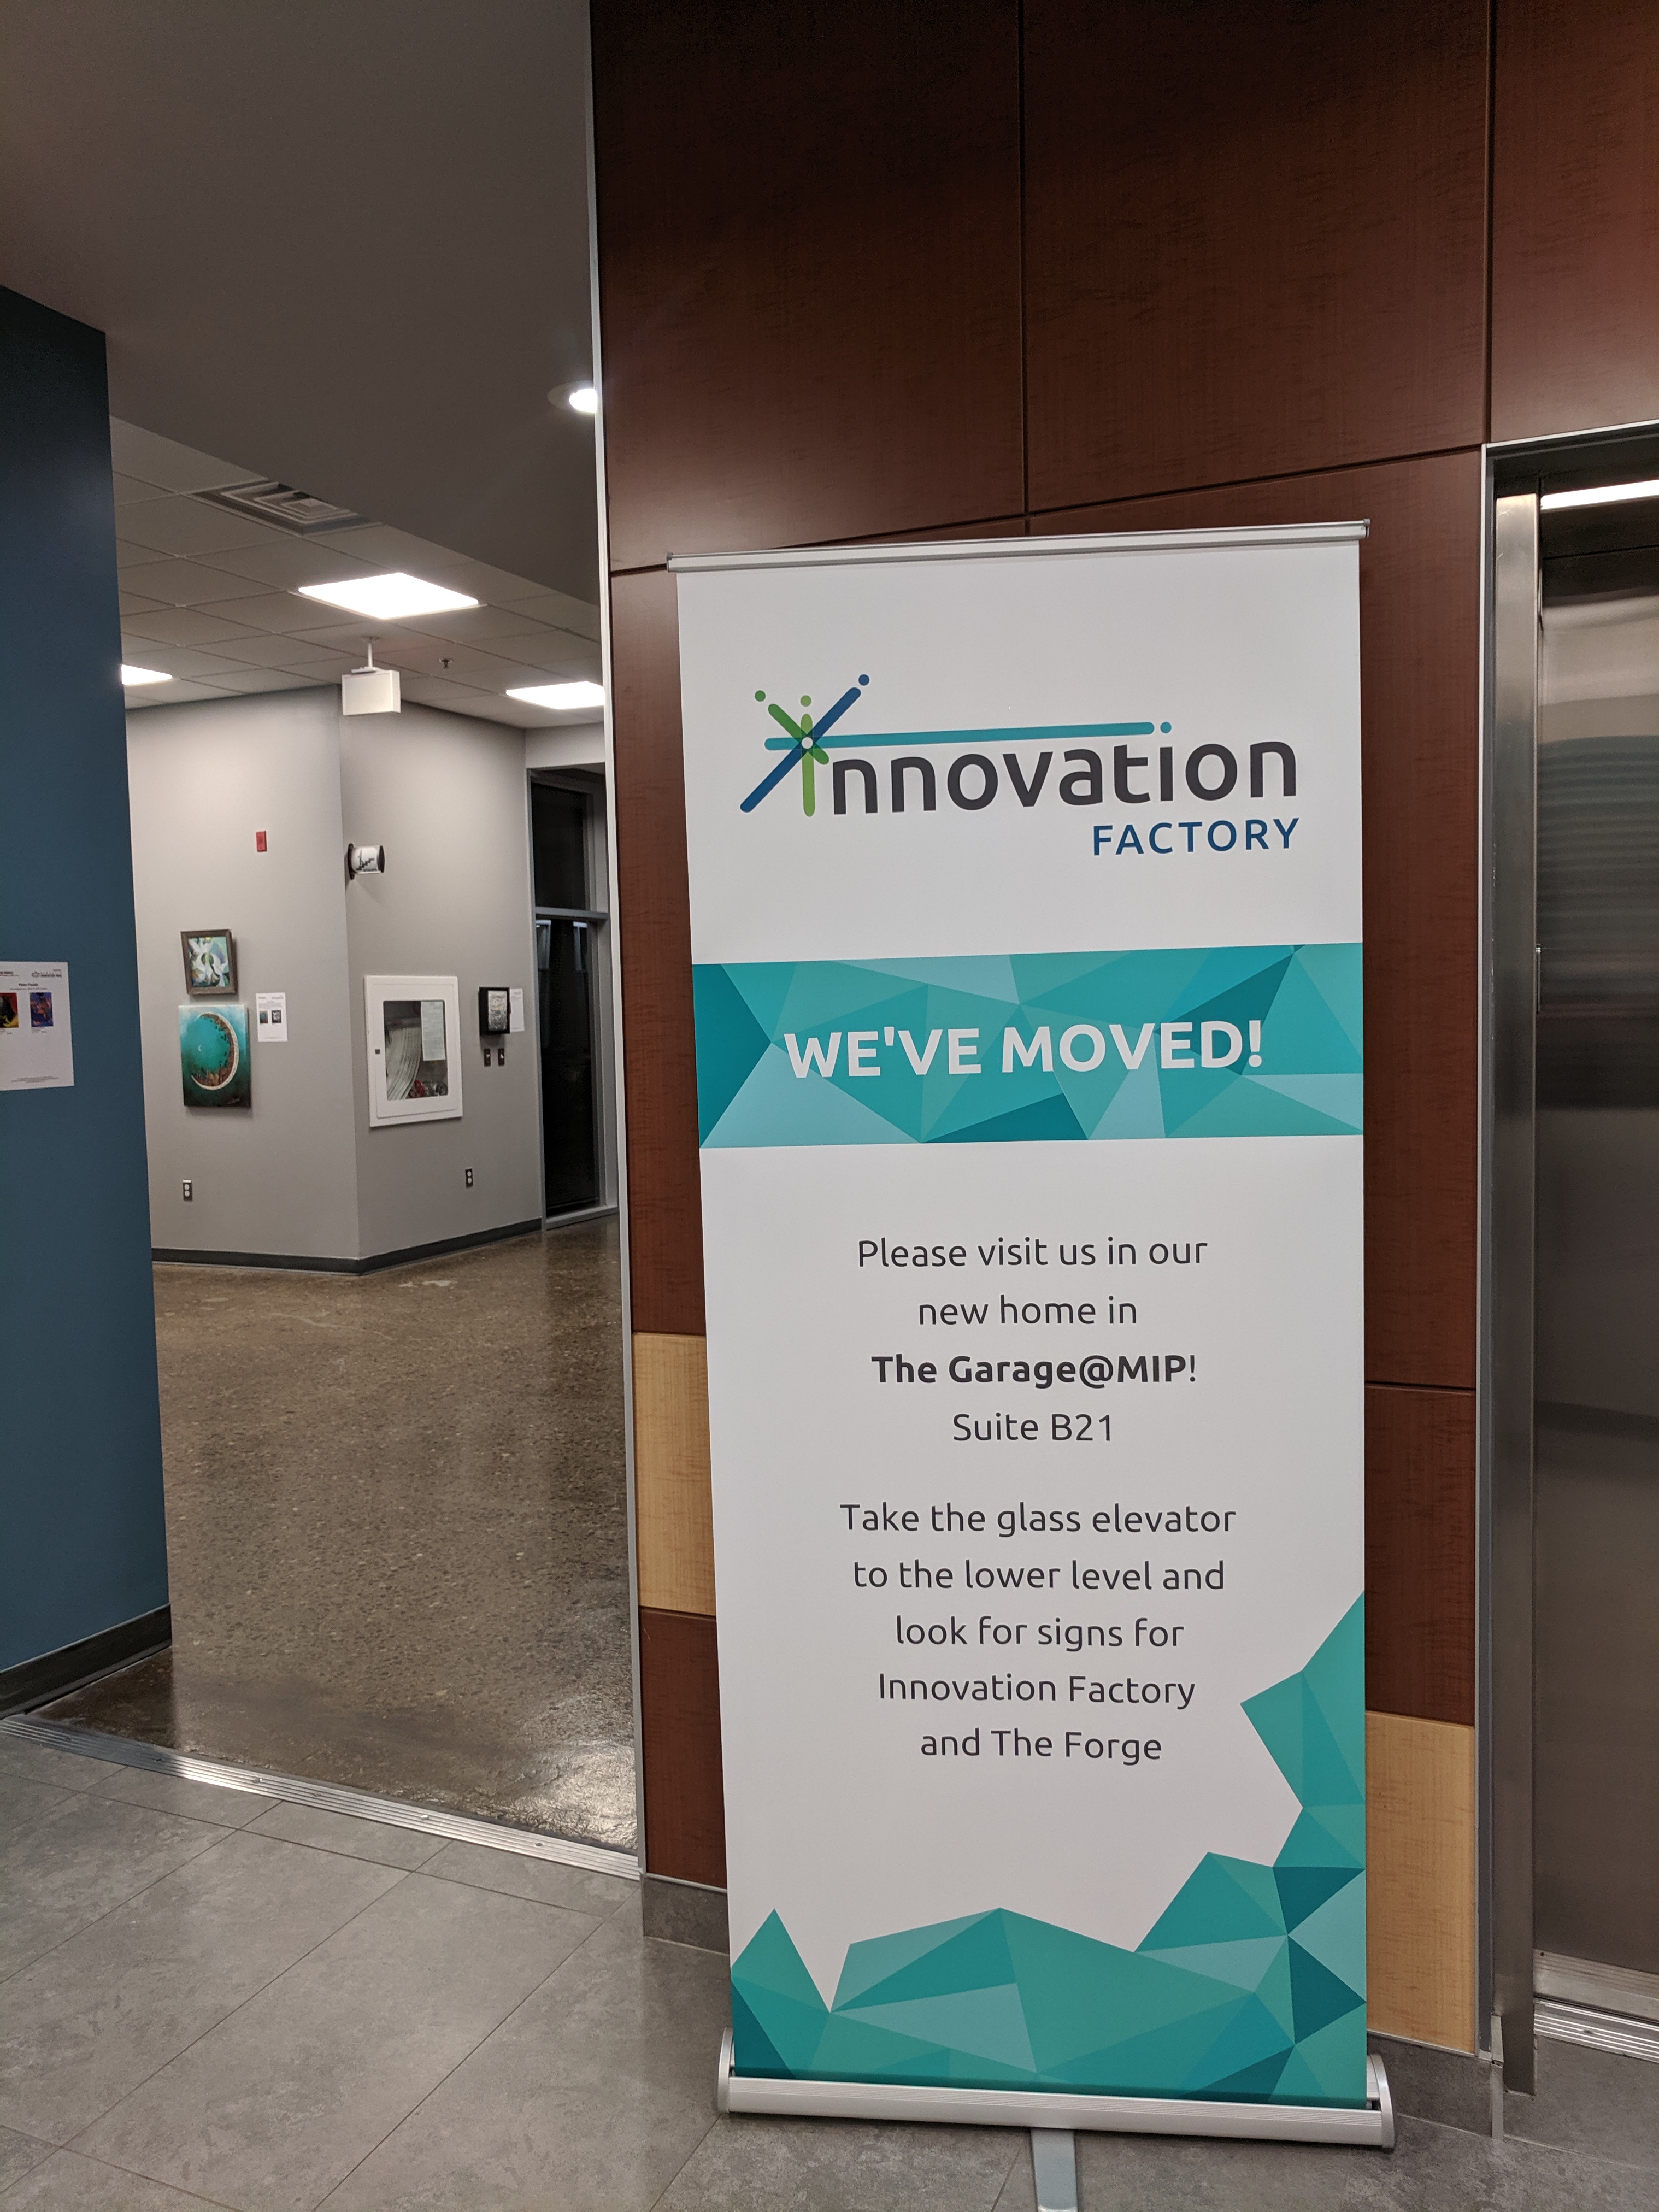 innovation
FACTORY
WE'VE MOVED!
Please visit us in our
new home in
The Garage@MIP!
Suite B21
Take the glass elevator
to the lower level and
look for signs for
Innovation Factory
and The Forge